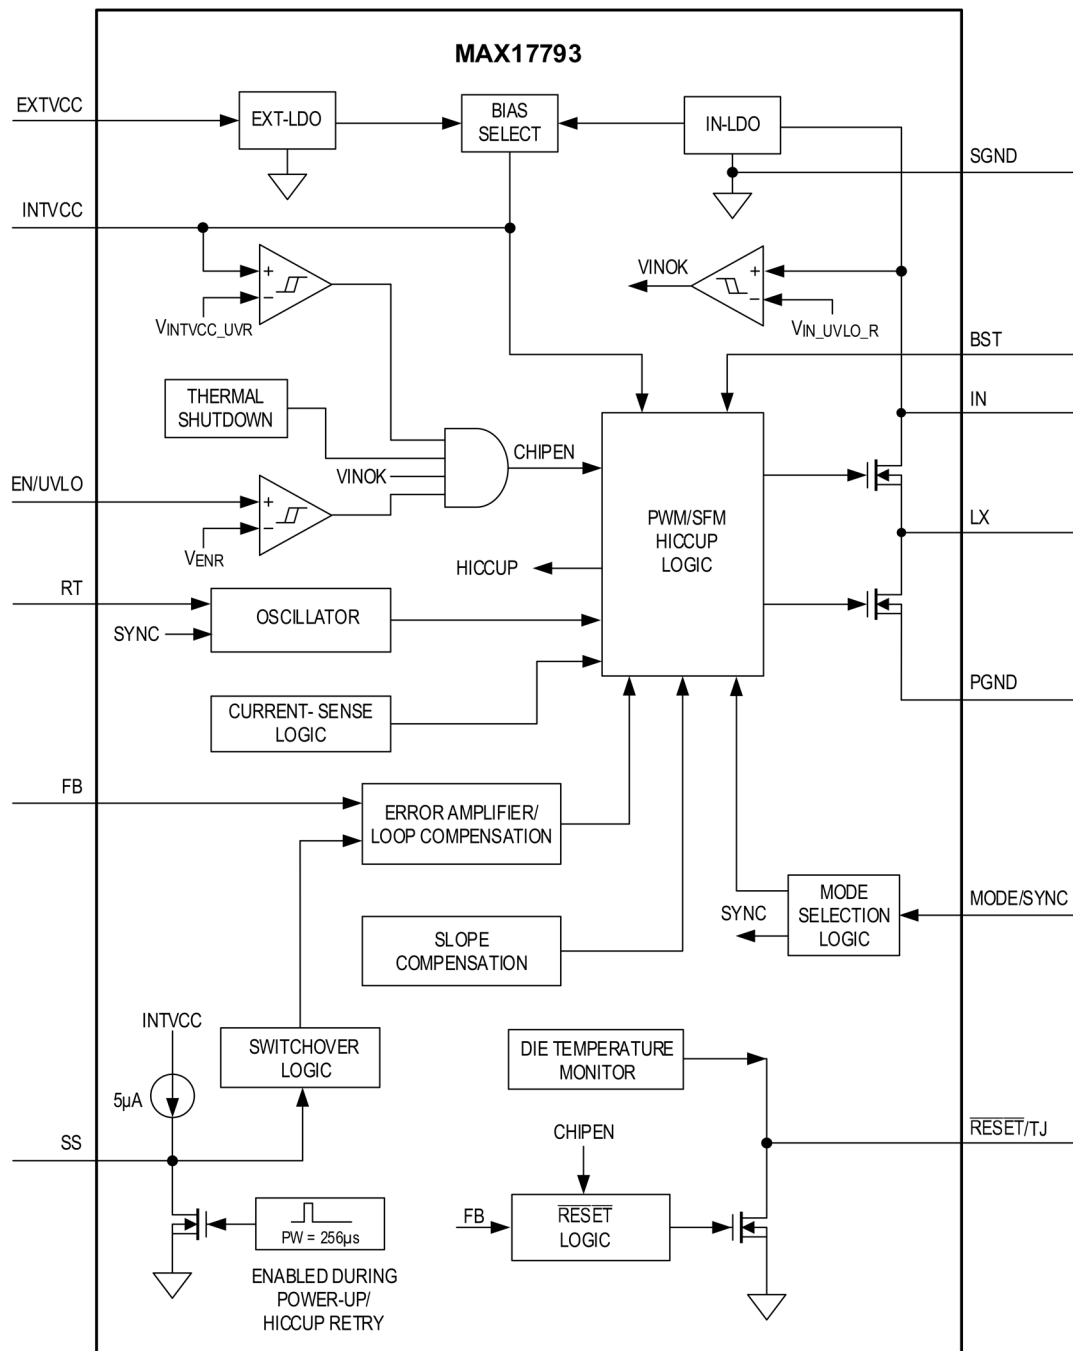 MAX17793
EXTVCC
EXT-LDO
BIAS
SELECT
IN-LDO
SGND
INTVCC
+
−
VINTVCC_UVR
VINOK
+
−
VIN_UVLO_R
BST
THERMAL
SHUTDOWN
IN
VINOK
CHIPEN
EN/UVLO
+
−
VENR
PWM/SFM
HICCUP
LOGIC
LX
HICCUP
RT
SYNC
OSCILLATOR
PGND
CURRENT- SENSE
LOGIC
FB
ERROR AMPLIFIER/
LOOP COMPENSATION
MODE
SELECTION
LOGIC
MODE/SYNC
SYNC
SLOPE
COMPENSATION
INTVCC
5µA
SWITCHOVER
LOGIC
DIE TEMPERATURE
MONITOR
SS
CHIPEN
RESET/TJ
PW = 256µs
FB
RESET
LOGIC
ENABLED DURING
POWER-UP/
HICCUP RETRY